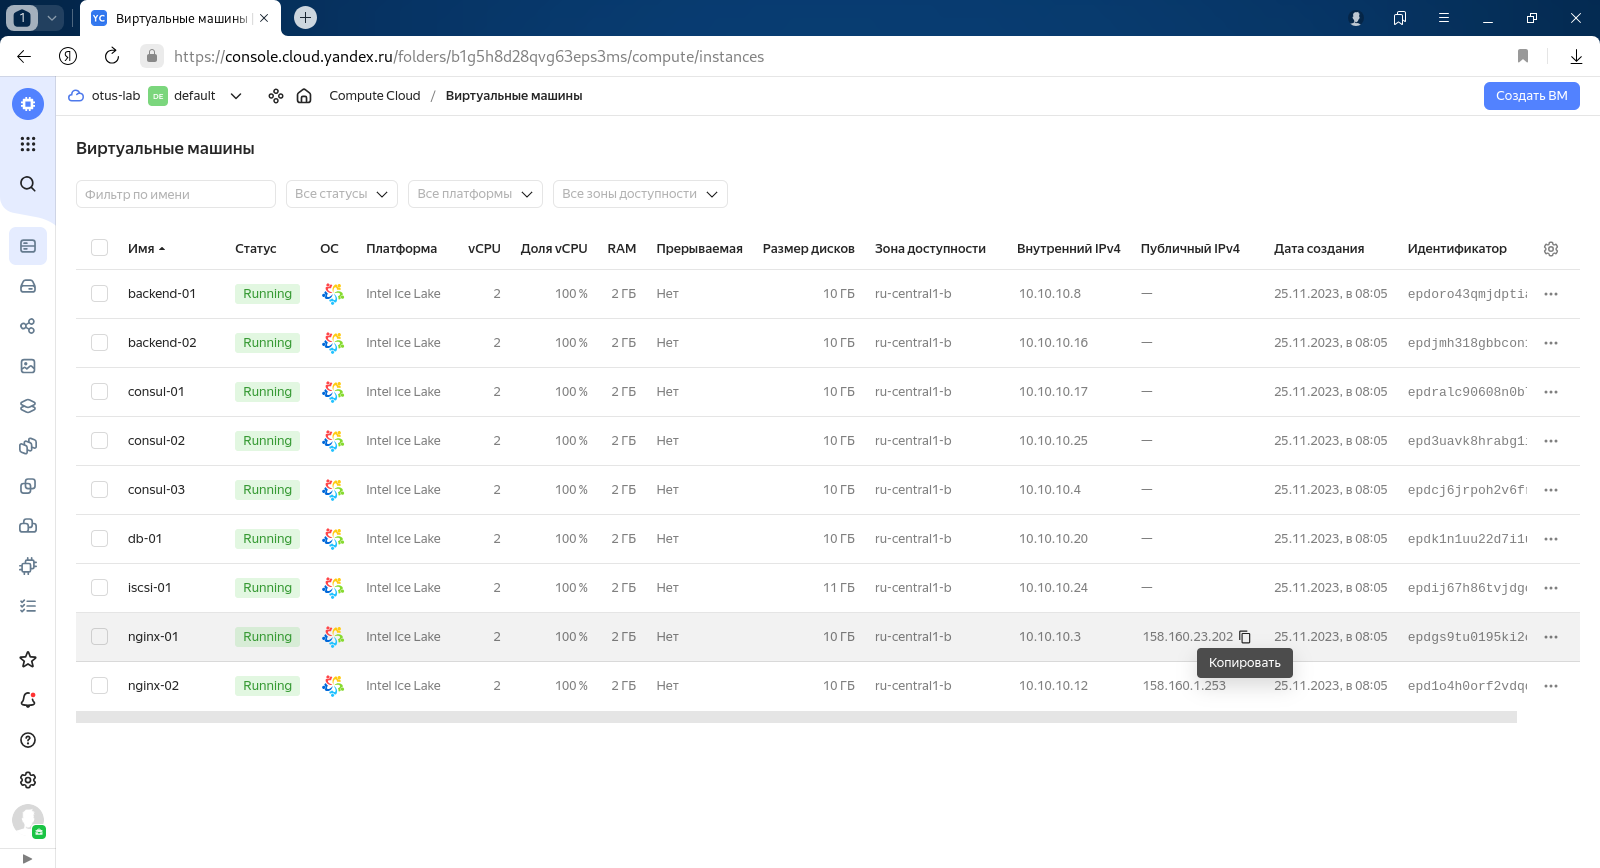 1
YC Виртуальные машины
Я https://console.cloud.yandex.ru/folders/b1g5h8d28qvg63eps3ms/compute/instances
otus-lab DE default Compute Cloud / Виртуальные машины Создать ВМ
Виртуальные машины
Фильтр по имени Все статусы Все платформы Все зоны доступности
Имя Статус ОС Платформа vCPU Доля vCPU RAM Прерываемая Размер дисков Зона доступности Внутренний IPv4 Публичный IPv4 Дата создания Идентификатор
backend-01 Running Intel Ice Lake 2 100 % 2 ГБ Нет 10 ГБ ru-central1-b 10.10.10.8 — 25.11.2023, в 08:05 epdoro43qmjdptia
backend-02 Running Intel Ice Lake 2 100 % 2 ГБ Нет 10 ГБ ru-central1-b 10.10.10.16 — 25.11.2023, в 08:05 epdjmh318gbbcon
consul-01 Running Intel Ice Lake 2 100 % 2 ГБ Нет 10 ГБ ru-central1-b 10.10.10.17 — 25.11.2023, в 08:05 epdralc90608n0b
consul-02 Running Intel Ice Lake 2 100 % 2 ГБ Нет 10 ГБ ru-central1-b 10.10.10.25 — 25.11.2023, в 08:05 epd3uavk8hrabg1
consul-03 Running Intel Ice Lake 2 100 % 2 ГБ Нет 10 ГБ ru-central1-b 10.10.10.4 — 25.11.2023, в 08:05 epdcj6jrpoh2v6f
db-01 Running Intel Ice Lake 2 100 % 2 ГБ Нет 10 ГБ ru-central1-b 10.10.10.20 — 25.11.2023, в 08:05 epdk1n1uu22d7i1
iscsi-01 Running Intel Ice Lake 2 100 % 2 ГБ Нет 11 ГБ ru-central1-b 10.10.10.24 — 25.11.2023, в 08:05 epdij67h86tvjdg
nginx-01 Running Intel Ice Lake 2 100 % 2 ГБ Нет 10 ГБ ru-central1-b 10.10.10.3 158.160.23.202 25.11.2023, в 08:05 epdgs9tu0195ki2
Копировать
nginx-02 Running Intel Ice Lake 2 100 % 2 ГБ Нет 10 ГБ ru-central1-b 10.10.10.12 158.160.1.253 25.11.2023, в 08:05 epd1o4h0orf2vdq